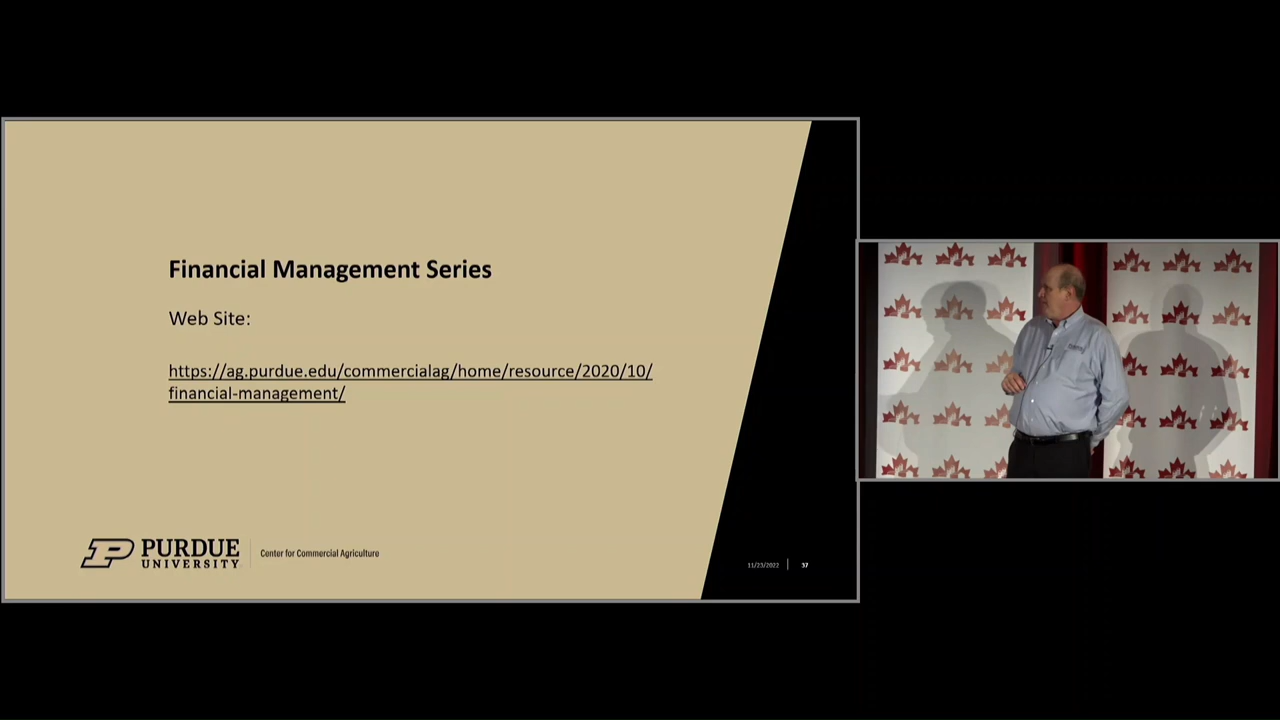 Financial Management Series
Web Site:
https://ag.purdue.edu/commercialag/home/resource/2020/10/
financial-management/
PURDUE
UNIVERSITY
Center for Commercial Agriculture
11/23/2022
37